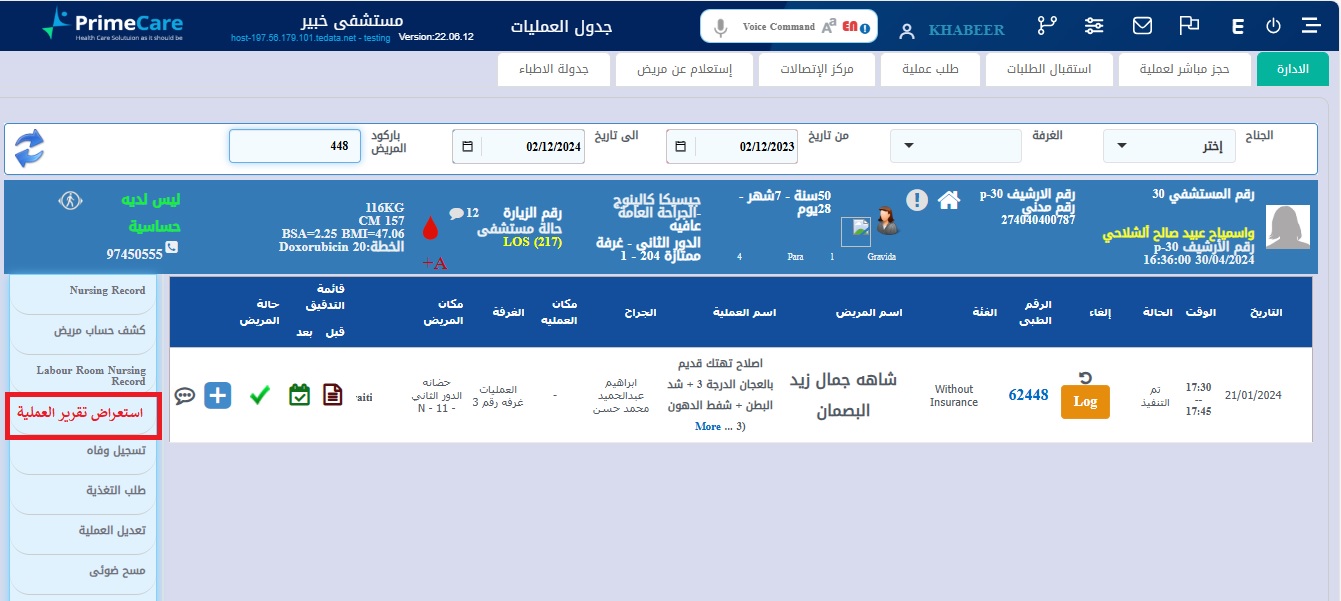 PrimeCare
Health Care Solutuion as it should be
مستشفى خبير
host-197.56.179.101.tedata.net - testing Version:22.06.12
جدول العمليات
Voice Command
KHABEER
E
الادارة
حجز مباشر لعملية
استقبال الطلبات
طلب عملية
مركز الإتصالات
إستعلام عن مريض
جدولة الاطباء
الجناح
إختر
الغرفة
من تاريخ
02/12/2023
الى تاريخ
02/12/2024
باركود
المريض
448
رقم المستشفي 30
واسمياح عبيد صالح ألشلاحي
رقم الأرشيف p-30
16:36:00 30/04/2024
رقم الارشيف p-30
رقم مدني
274040400787
50سنة - 7شهر -
28يوم
Gravida
1
Para
4
جيسيكا كالينوج
-الجراحة العامة
عافيه
الدور الثاني - غرفة
ممتازة 204 - 1
رقم الزيارة 12
حالة مستشفى
LOS (217)
+A
116KG
CM 157
BSA=2.25 BMI=47.06
الخطة:Doxorubicin 20
ليس لديه
حساسية
97450555
التاريخ
الوقت
الحالة
إلغاء
الرقم
الطبى
الفئة
اسم المريض
اسم العملية
الجراح
مكان
العمليه
الغرفة
مكان
المريض
قائمة
التدقيق
قبل
بعد
حالة
المريض
21/01/2024
17:30
--
17:45
تم
التنفيذ
Log
62448
Without
Insurance
شاهه جمال زيد
البصمان
اصلاح تهتك قديم
بالعجان الدرجة 3 + شد
البطن + شفط الدهون
3) ... More
ابراهيم
عبدالحميد
محمد حسن
-
العمليات
غرفه رقم 3
حضانه
الدور الثاني
N - 11 -
aiti
Nursing Record
كشف حساب مريض
Labour Room Nursing
Record
استعراض تقرير العملية
تسجيل وفاه
طلب التغذية
تعديل العملية
مسح ضوئى